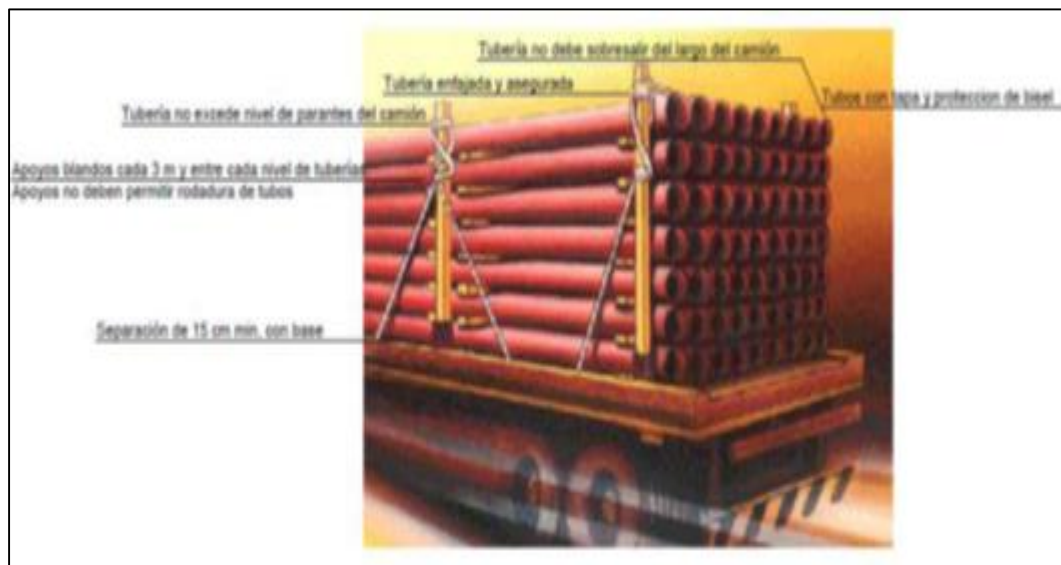 Tubería no debe sobresalir del largo del camión
Tubería enfajada y asegurada
Tubos con tapa y proteccion de bisel
Tubería no excede nivel de parantes del camión
Apoyos blandos cada 3 m y entre cada nivel de tuberías
Apoyos no deben permitir rodadura de tubos
Separación de 15 cm min. con base